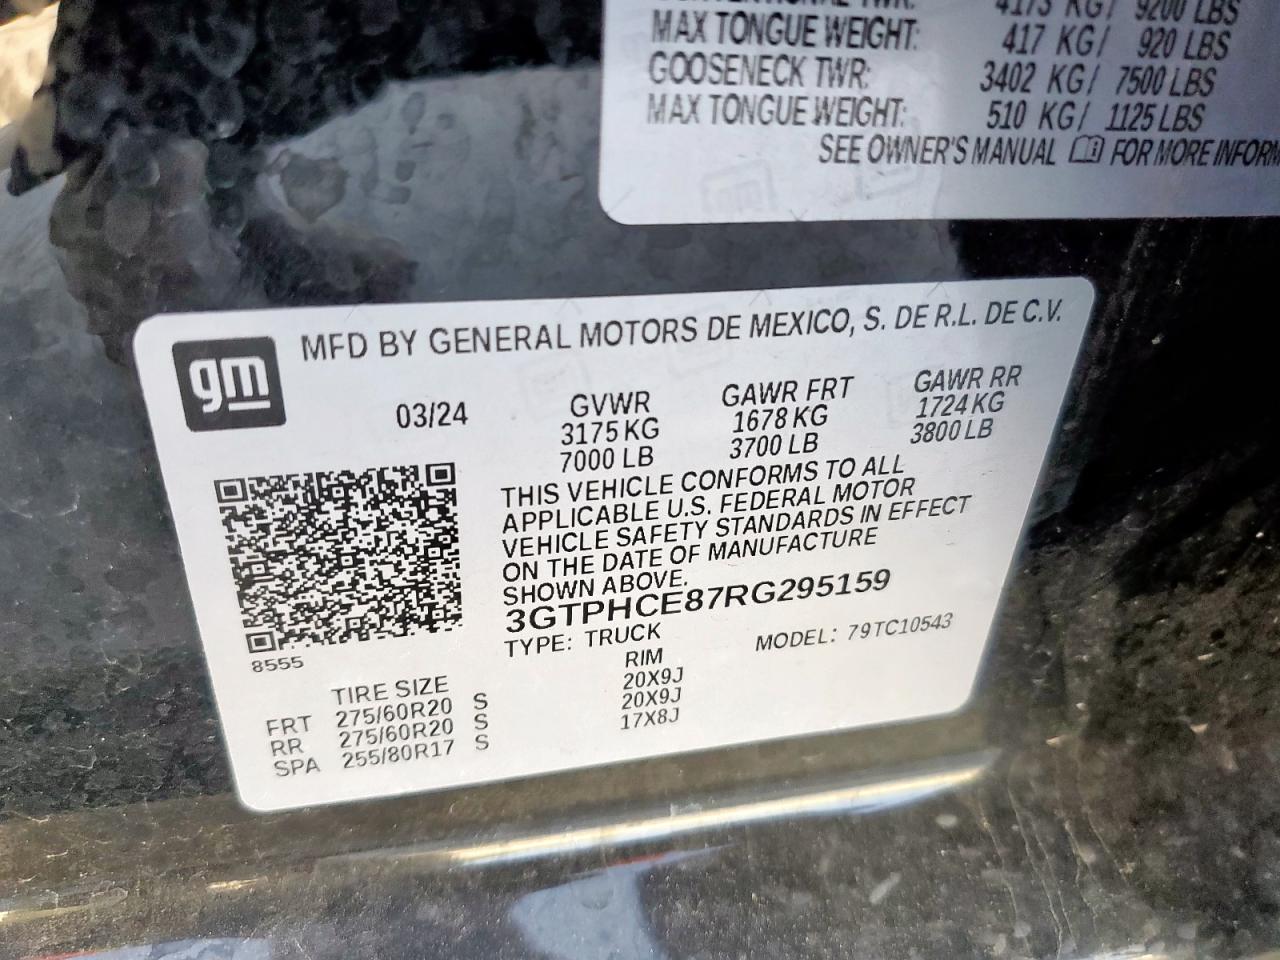 4173 KG/ 9200 LBS
MAX TONGUE WEIGHT: 417 KG/ 920 LBS
GOOSENECK TWR: 3402 KG/ 7500 LBS
MAX TONGUE WEIGHT: 510 KG/ 1125 LBS
SEE OWNER'S MANUAL FOR MORE INFORM
gm
MFD BY GENERAL MOTORS DE MEXICO, S. DE R.L. DE C.V.
03/24 GVWR GAWR FRT GAWR RR
3175 KG 1678 KG 1724 KG
7000 LB 3700 LB 3800 LB
THIS VEHICLE CONFORMS TO ALL
APPLICABLE U.S. FEDERAL MOTOR
VEHICLE SAFETY STANDARDS IN EFFECT
ON THE DATE OF MANUFACTURE
SHOWN ABOVE.
3GTPHCE87RG295159
TYPE: TRUCK MODEL: 79TC10543
8555
TIRE SIZE RIM
FRT 275/60R20 S 20X9J
RR 275/60R20 S 20X9J
SPA 255/80R17 S 17X8J